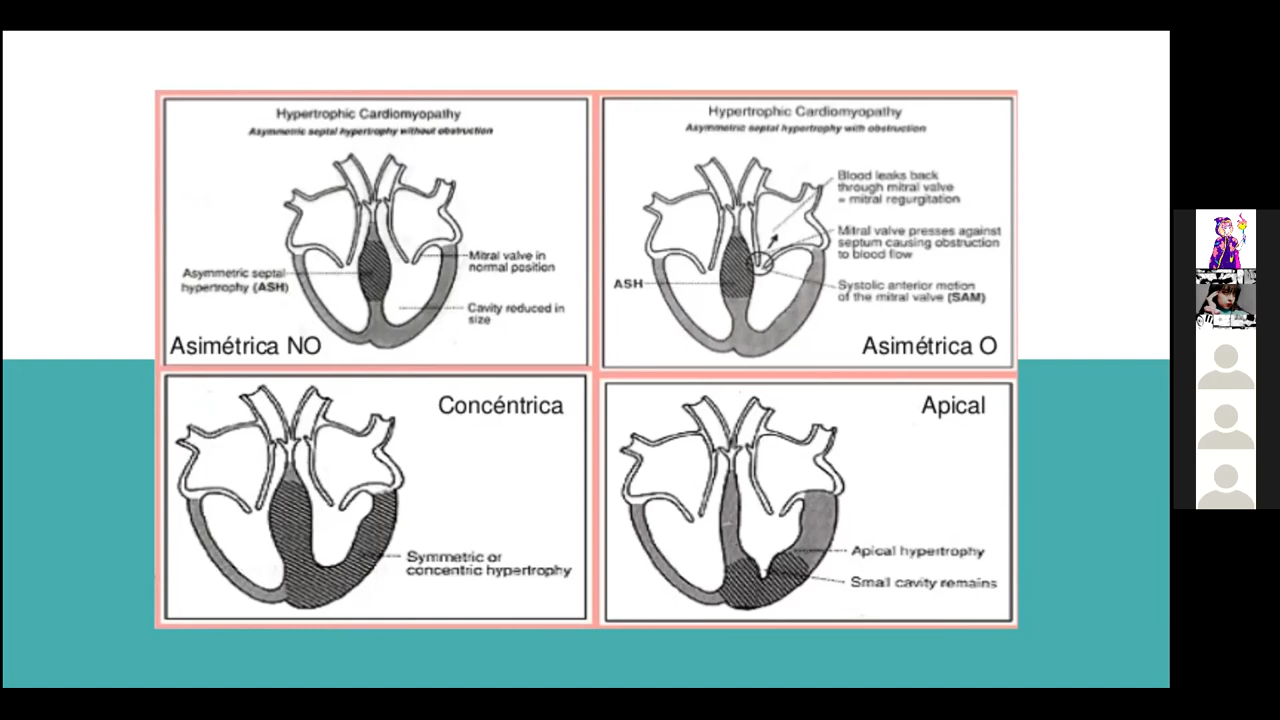 Hypertrophic Cardiomyopathy
Asymmetric septal hypertrophy without obstruction
Mitral valve in
normal position
Asymmetric septal
hypertrophy (ASH)
Cavity reduced in
size
Asimétrica NO
Hypertrophic Cardiomyopathy
Asymmetric septal hypertrophy with obstruction
Blood leaks back
through mitral valve
= mitral regurgitation
Mitral valve presses against
septum causing obstruction
to blood flow
ASH
Systolic anterior motion
of the mitral valve (SAM)
Asimétrica O
Concéntrica
Symmetric or
concentric hypertrophy
Apical
Apical hypertrophy
Small cavity remains